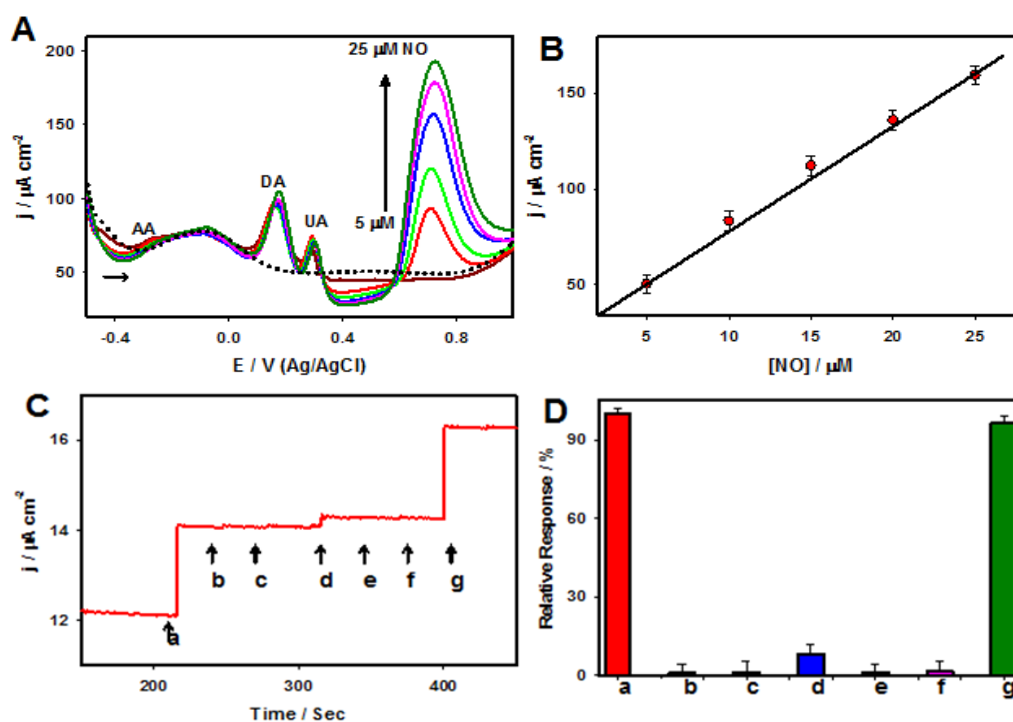 A
200
150
100
50
j / µA cm-2
25 µM NO
5 µM
AA
DA
UA
-0.4 0.0 0.4 0.8
E / V (Ag/AgCl)
B
150
100
50
j / µA cm-2
5 10 15 20 25
[NO] / µM
C
16
14
12
j / µA cm-2
a
b c d e f g
200 300 400
Time / Sec
D
90
60
30
0
Relative Response / %
a b c d e f g